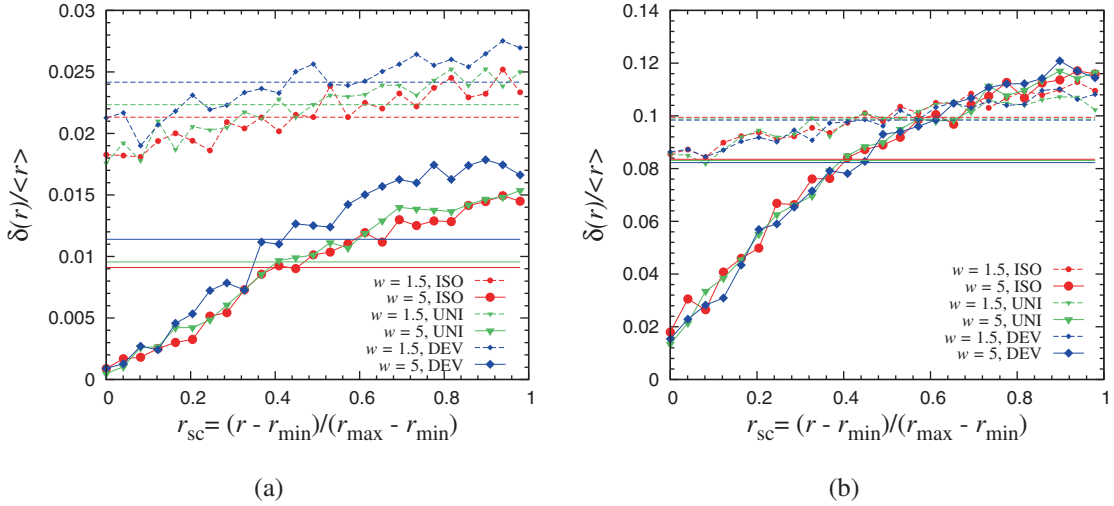 0.03
0.025
0.02
0.015
0.01
0.005
0
δ(r)/<r>
w = 1.5, ISO
w = 5, ISO
w = 1.5, UNI
w = 5, UNI
w = 1.5, DEV
w = 5, DEV
0 0.2 0.4 0.6 0.8 1
r_sc= (r - r_min)/(r_max - r_min)
(a)
0.14
0.12
0.1
0.08
0.06
0.04
0.02
0
δ(r)/<r>
w = 1.5, ISO
w = 5, ISO
w = 1.5, UNI
w = 5, UNI
w = 1.5, DEV
w = 5, DEV
0 0.2 0.4 0.6 0.8 1
r_sc= (r - r_min)/(r_max - r_min)
(b)